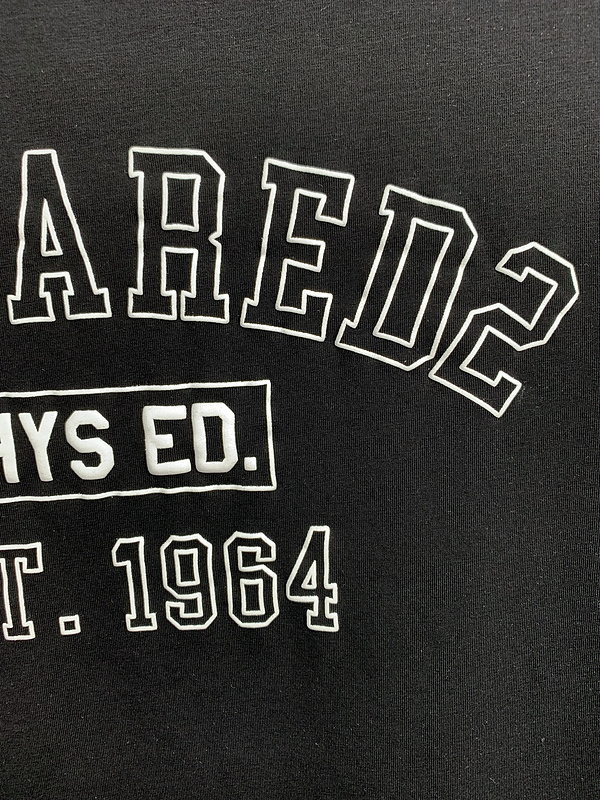 ARED2
HYS ED.
T. 1964